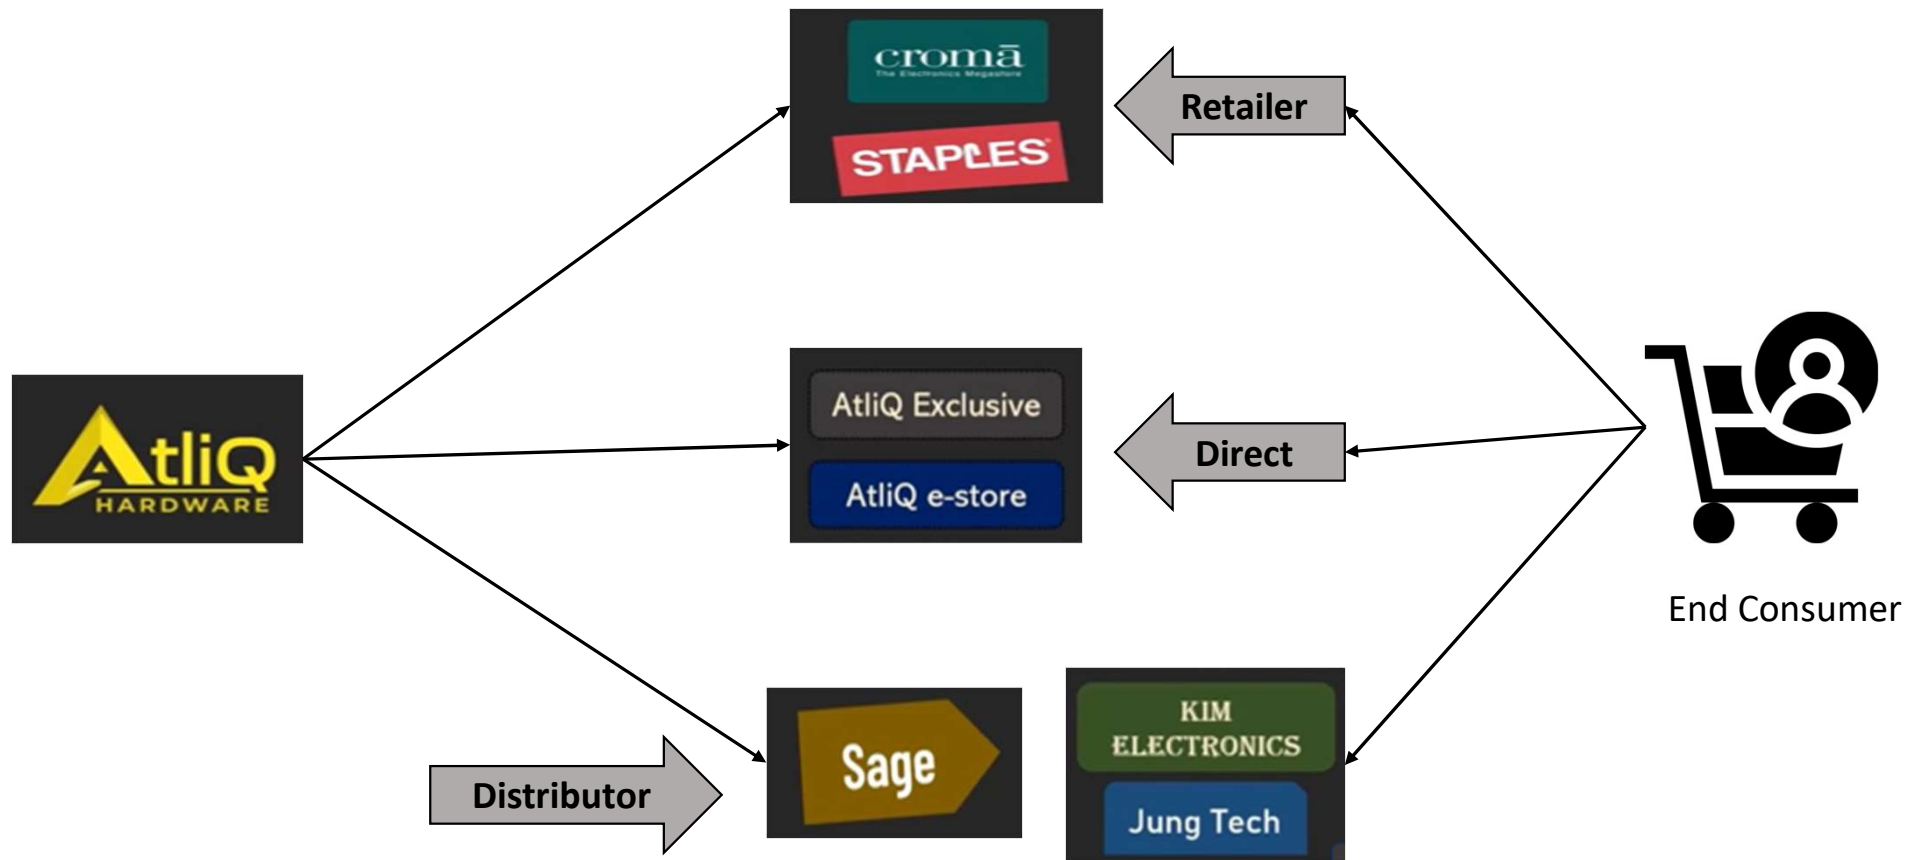 cromā
The Electronics Megastore
STAPLES
Retailer
AtliQ
HARDWARE
AtliQ Exclusive
AtliQ e-store
Direct
End Consumer
Distributor
Sage
KIM
ELECTRONICS
Jung Tech